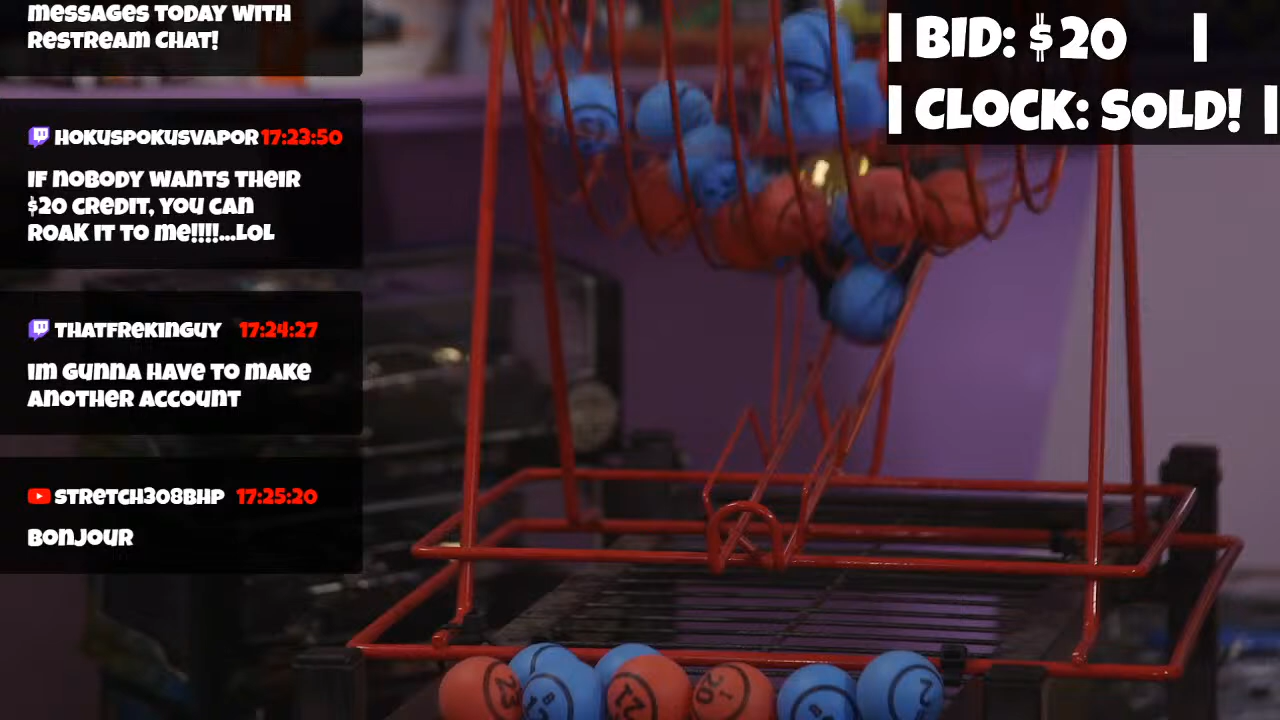 MESSAGES TODAY WITH
RESTREAM CHAT!
HOKUSPOKUSVAPOR 17:23:50
IF NOBODY WANTS THEIR
$20 CREDIT, YOU CAN
ROAK IT TO ME!!!!...LOL
THATFREKINGUY 17:24:27
IM GUNNA HAVE TO MAKE
ANOTHER ACCOUNT
STRETCH308BHP 17:25:20
BONJOUR
| BID: $20 |
| CLOCK: SOLD! |
23
21
20
2